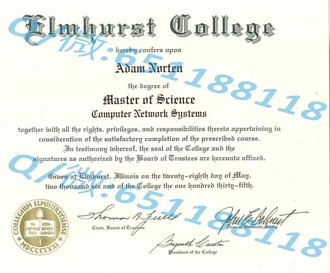 Elmhurst College
hereby confers upon
Adam Norten
the degree of
Master of Science
Computer Network Systems
together with all the rights, privileges, and responsibilities thereto appertaining in
consideration of the satisfactory completion of the prescribed course.
In testimony whereof, the seal of the College and the
signatures as authorized by the Board of Trustees are hereunto affixed.
Given at Elmhurst, Illinois on the twenty-eighth day of May,
two thousand six and of the College the one hundred thirty-fifth.
Chair, Board of Trustees
President of the College
Q/微:651188118
Q/微:651188118
Q/微:651188118